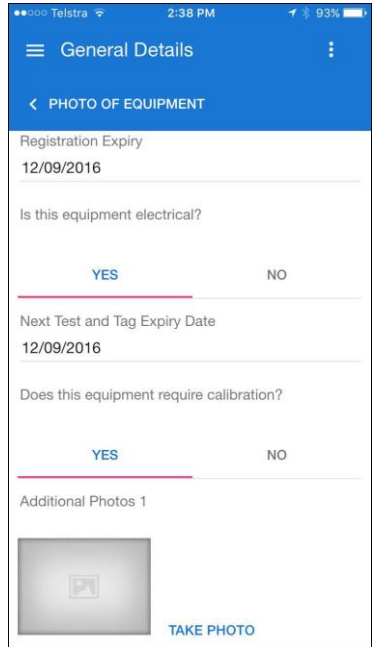 Telstra 2:38 PM 93%
General Details
PHOTO OF EQUIPMENT
Registration Expiry
12/09/2016
Is this equipment electrical?
YES NO
Next Test and Tag Expiry Date
12/09/2016
Does this equipment require calibration?
YES NO
Additional Photos 1
TAKE PHOTO